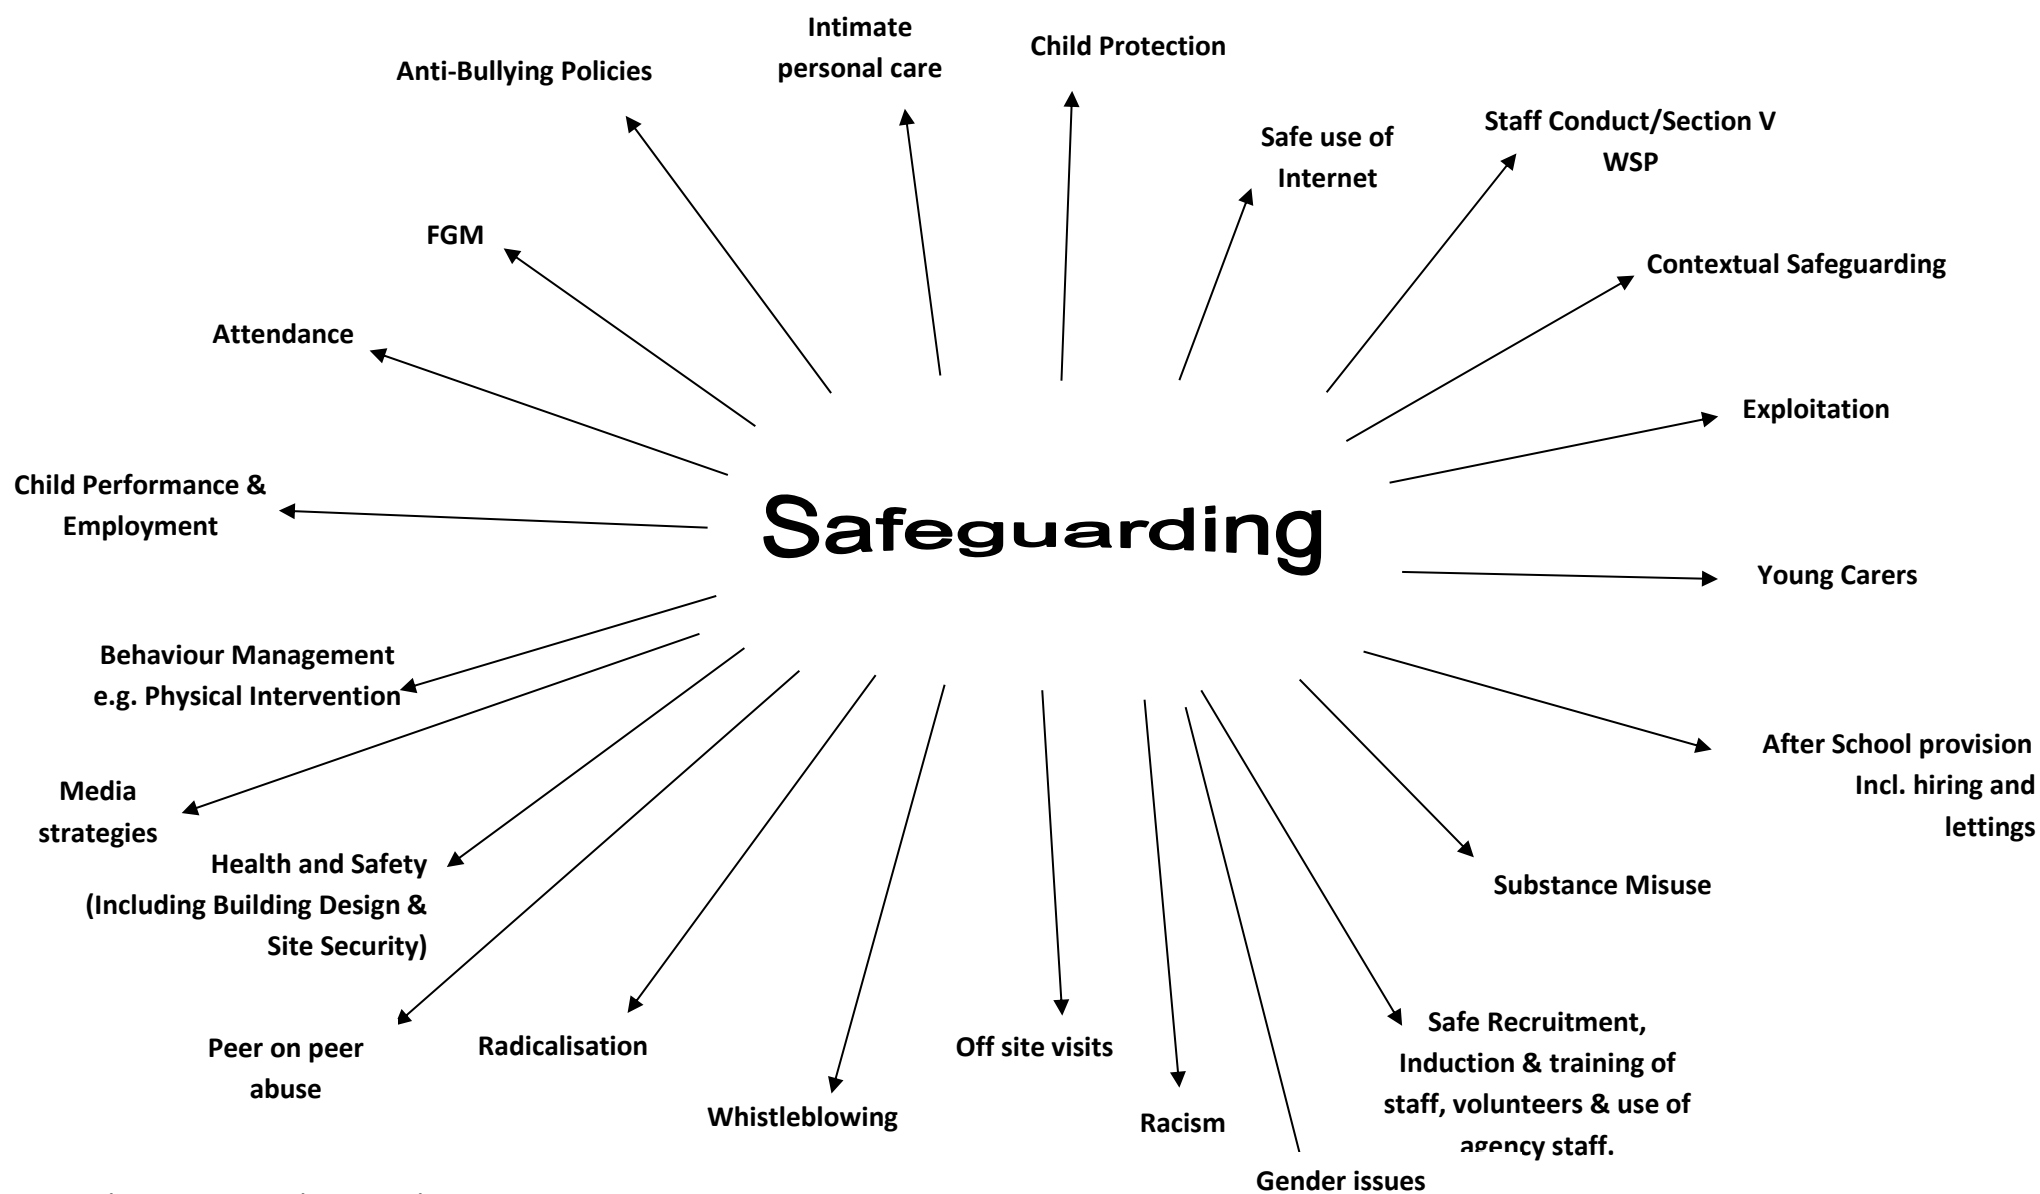 Intimate
personal care
Child Protection
Anti-Bullying Policies
Safe use of
Internet
Staff Conduct/Section V
WSP
FGM
Contextual Safeguarding
Attendance
Exploitation
Child Performance &
Employment
Safeguarding
Young Carers
Behaviour Management
e.g. Physical Intervention
After School provision
Incl. hiring and
lettings
Media
strategies
Health and Safety
(Including Building Design &
Site Security)
Substance Misuse
Peer on peer
abuse
Radicalisation
Whistleblowing
Off site visits
Racism
Safe Recruitment,
Induction & training of
staff, volunteers & use of
agency staff.
Gender issues